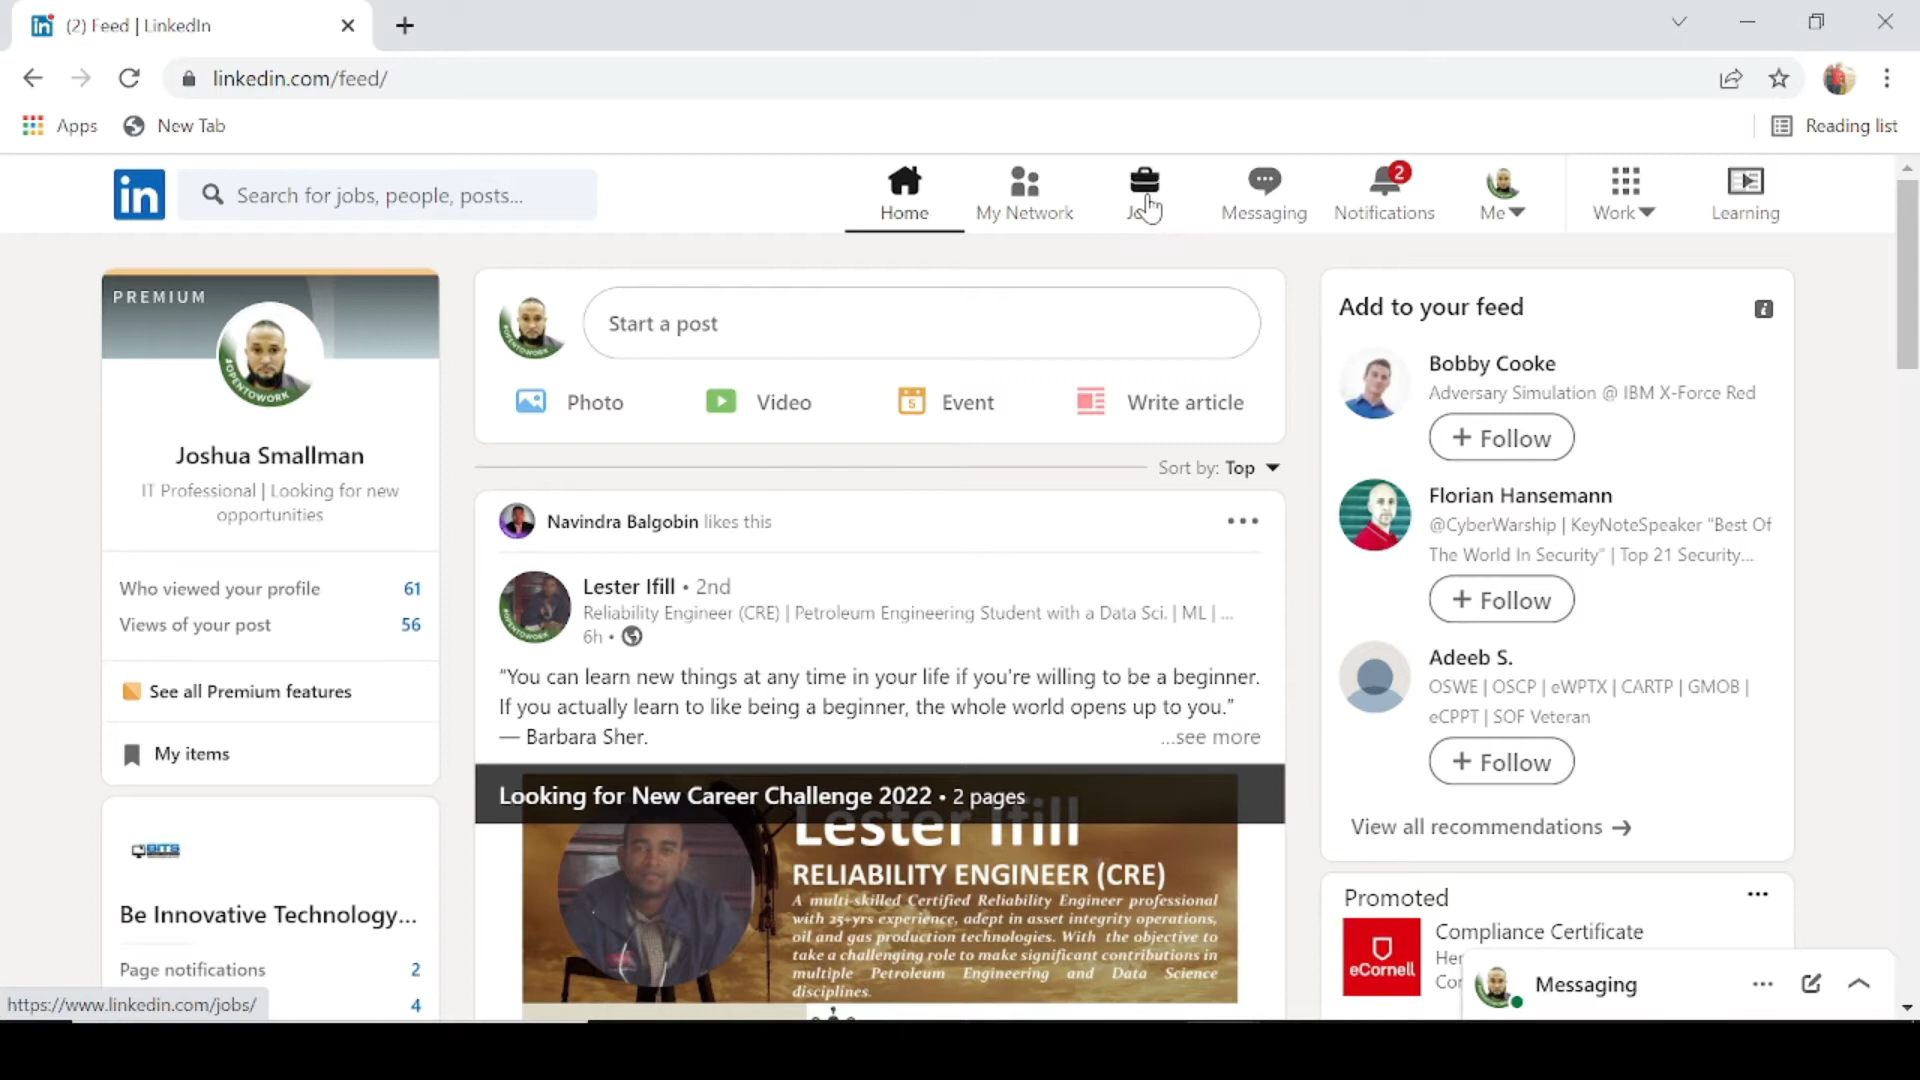 (2) Feed | LinkedIn
linkedin.com/feed/
Apps
New Tab
Reading list
in
Search for jobs, people, posts...
Home
My Network
Messaging
2
Notifications
Me
Work
Learning
PREMIUM
#OPENTOWORK
Joshua Smallman
IT Professional | Looking for new
opportunities
Who viewed your profile 61
Views of your post 56
See all Premium features
My items
BITS
Be Innovative Technology...
Page notifications 2
4
https://www.linkedin.com/jobs/
Start a post
Photo
Video
5
Event
Write article
Sort by: Top
Navindra Balgobin likes this
Lester Ifill • 2nd
Reliability Engineer (CRE) | Petroleum Engineering Student with a Data Sci. | ML | ...
6h •
"You can learn new things at any time in your life if you're willing to be a beginner.
If you actually learn to like being a beginner, the whole world opens up to you."
— Barbara Sher.
...see more
Looking for New Career Challenge 2022 • 2 pages
Lester Ifill
RELIABILITY ENGINEER (CRE)
A multi-skilled Certified Reliability Engineer professional
with 25+yrs experience, adept in asset integrity operations,
oil and gas production technologies. With the objective to
take a challenging role to make significant contributions in
multiple Petroleum Engineering and Data Science
disciplines.
Add to your feed
Bobby Cooke
Adversary Simulation @ IBM X-Force Red
+ Follow
Florian Hansemann
@CyberWarship | KeyNoteSpeaker "Best Of
The World In Security" | Top 21 Security...
+ Follow
Adeeb S.
OSWE | OSCP | eWPTX | CARTP | GMOB |
eCPPT | SOF Veteran
+ Follow
View all recommendations →
Promoted
eCornell
Compliance Certificate
Messaging